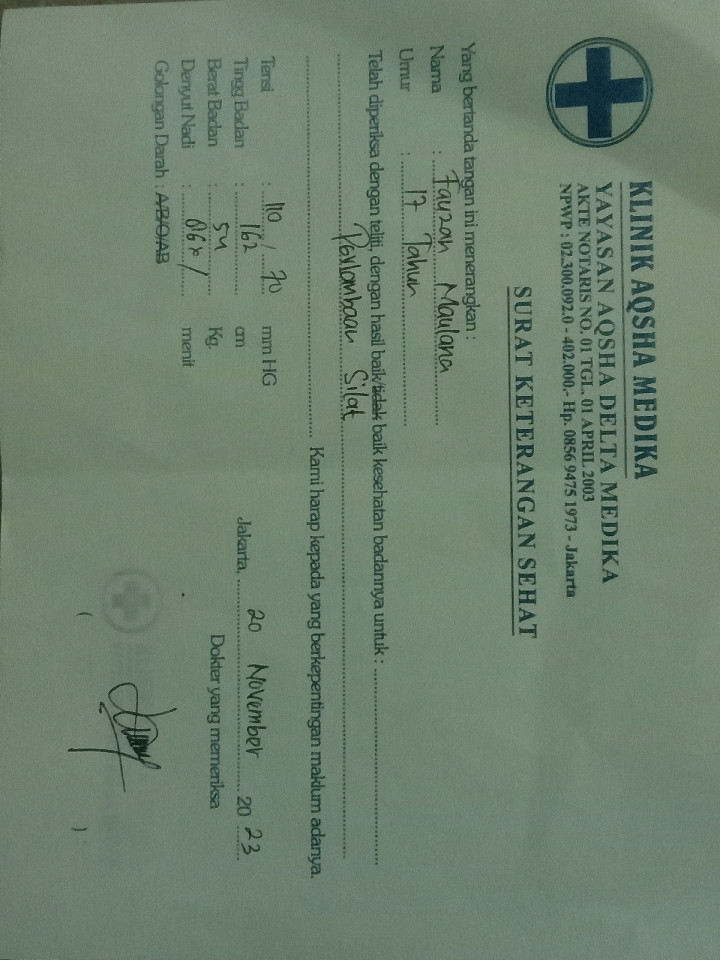 KLINIK AQSHA MEDIKA
YAYASAN AQSHA DELTA MEDIKA
AKTE NOTARIS NO. 01 TGL. 01 APRIL 2003
NPWP : 02.300.092.0 - 402.000.- Hp. 0856 9475 1973 - Jakarta
SURAT KETERANGAN SEHAT
Yang bertanda tangan ini menerangkan :
Nama : Fauzan Maulana
Umur : 17 Tahun
Telah diperiksa dengan teliti, dengan hasil baik/tidak baik kesehatan badannya untuk :
Perlombaan Silat
Kami harap kepada yang berkepentingan maklum adanya.
Tensi : 110 / 70 mm HG
Tingg Badan : 162 cm
Berat Badan : 54 Kg.
Denyut Nadi : 86x/ menit
Golongan Darah : A/B/O/AB
Jakarta, 20 November 2023
Dokter yang memeriksa
( )